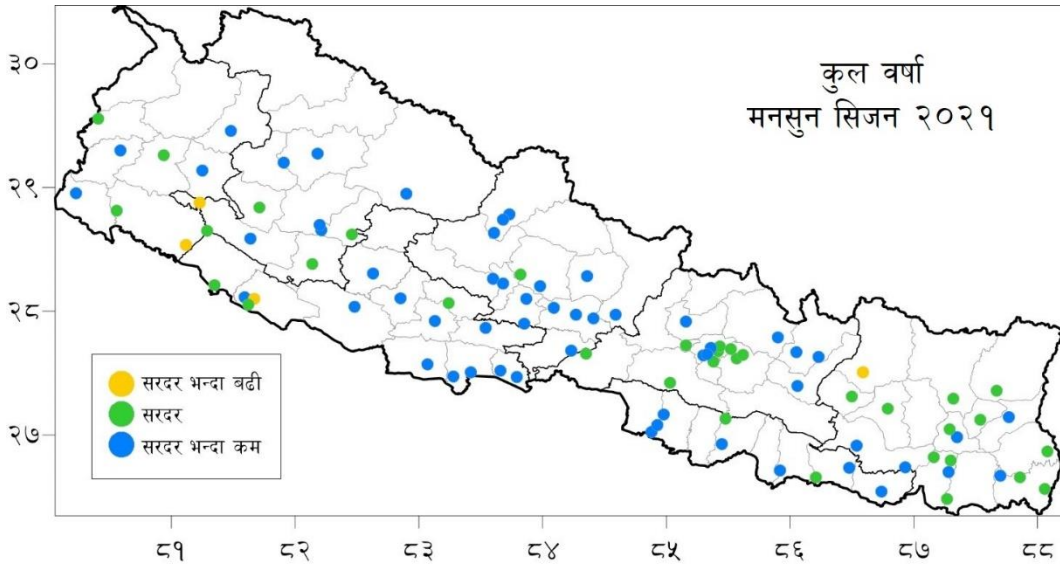 कुल वर्षा
मनसुन सिजन २०२१
३०
२९
२८
२७
सरदर भन्दा बढी
सरदर
सरदर भन्दा कम
८१
८२
८३
८४
८५
८६
८७
८८